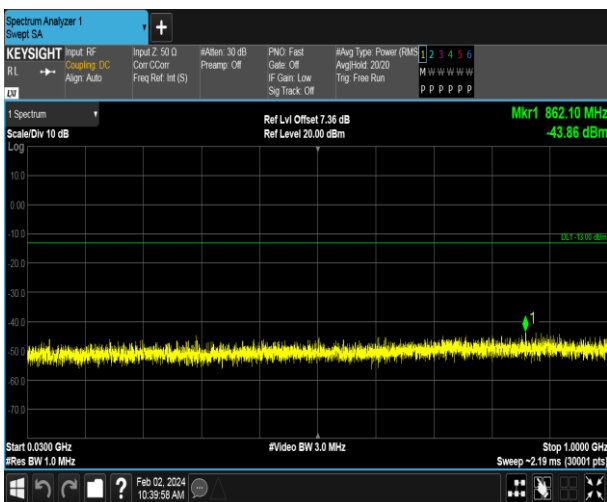 Spectrum Analyzer 1
Swept SA
+
KEYSIGHT
RL
LXI
Input: RF
Coupling: DC
Align: Auto
Input Z: 50 Ω
Corr CCorr
Freq Ref: Int (S)
#Atten: 30 dB
Preamp: Off
PNO: Fast
Gate: Off
IF Gain: Low
Sig Track: Off
#Avg Type: Power (RMS
Avg|Hold: 20/20
Trig: Free Run
1 2 3 4 5 6
M W W W W W
P P P P P P
1 Spectrum
Scale/Div 10 dB
Log
Ref Lvl Offset 7.36 dB
Ref Level 20.00 dBm
Mkr1 862.10 MHz
-43.86 dBm
10.0
0.00
-10.0
DL1 -13.00 dBm
-20.0
-30.0
-40.0
1
-50.0
-60.0
-70.0
Start 0.0300 GHz
#Res BW 1.0 MHz
#Video BW 3.0 MHz
Stop 1.0000 GHz
Sweep ~2.19 ms (30001 pts)
?
Feb 02, 2024
10:39:58 AM